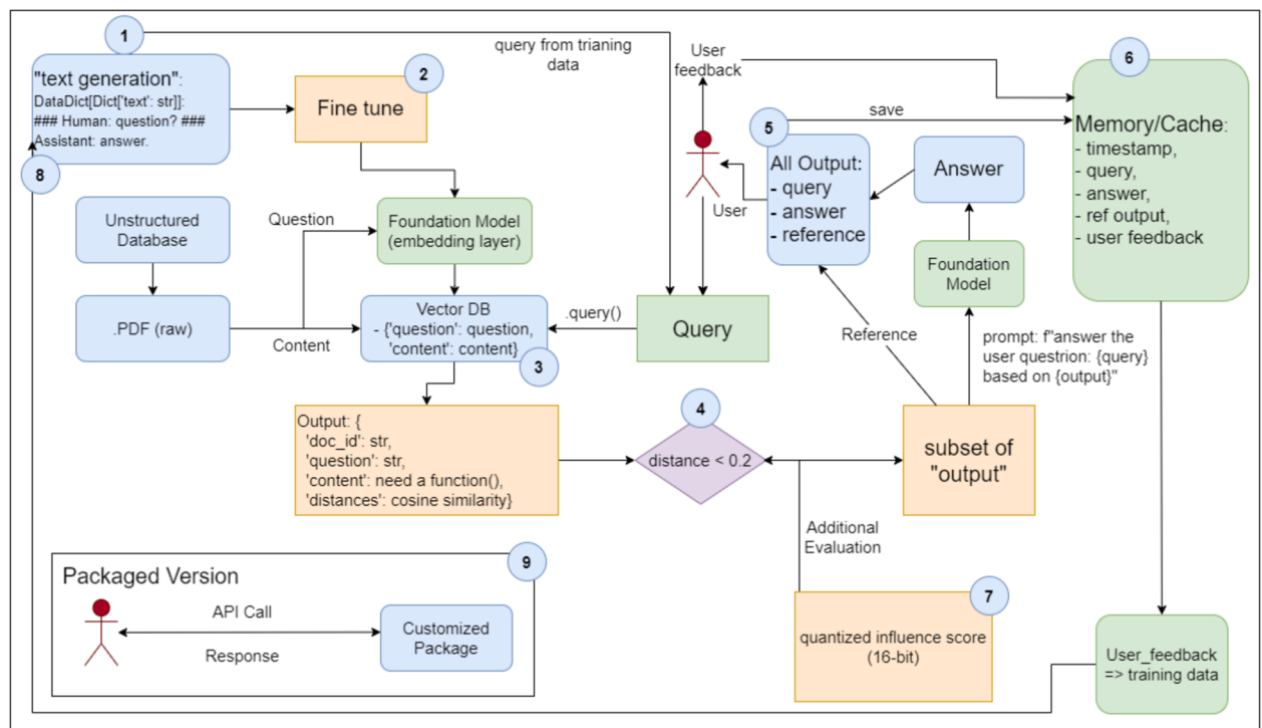 1
"text generation":
DataDict[Dict['text': str]]:
### Human: question? ###
Assistant: answer.
8
query from trianing
data
2
Fine tune
User
feedback
6
Memory/Cache:
- timestamp,
- query,
- answer,
- ref output,
- user feedback
save
5
All Output:
- query
- answer
- reference
Answer
User
Unstructured
Database
Question
Foundation Model
(embedding layer)
Foundation
Model
.PDF (raw)
Content
Vector DB
- {'question': question,
'content': content}
3
.query()
Query
Reference
prompt: f"answer the
user questrion: {query}
based on {output}"
Output: {
'doc_id': str,
'question': str,
'content': need a function(),
'distances': cosine similarity}
4
distance < 0.2
subset of
"output"
Additional
Evaluation
7
quantized influence score
(16-bit)
9
Packaged Version
API Call
Response
Customized
Package
User_feedback
=> training data